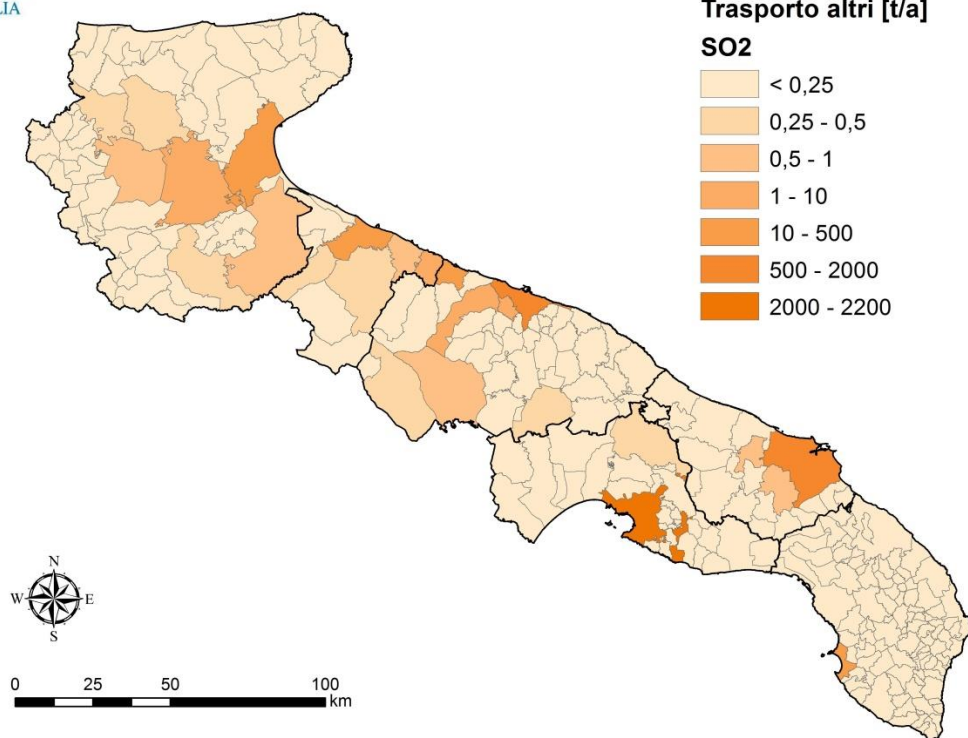 LIA
Trasporto altri [t/a]
SO2
< 0,25
0,25 - 0,5
0,5 - 1
1 - 10
10 - 500
500 - 2000
2000 - 2200
N
W
E
S
0 25 50 100
km